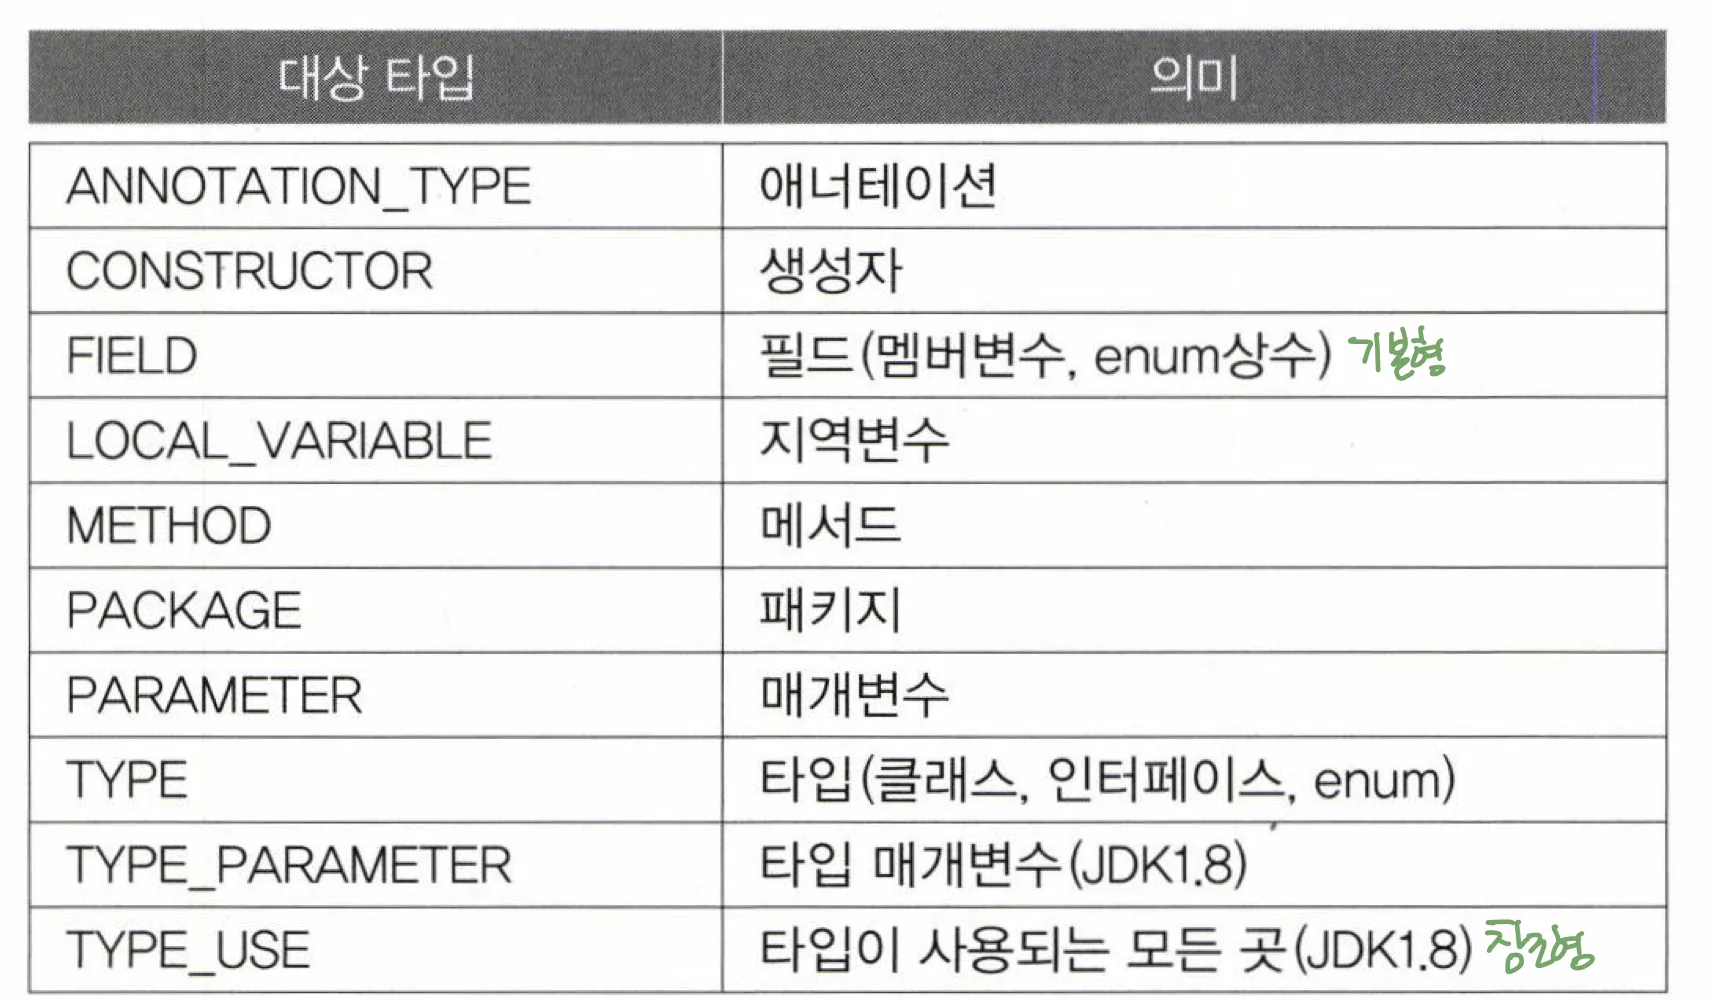 대상 타입 의미
ANNOTATION_TYPE 애너테이션
CONSTRUCTOR 생성자
FIELD 필드(멤버변수, enum상수) 기본형
LOCAL_VARIABLE 지역변수
METHOD 메서드
PACKAGE 패키지
PARAMETER 매개변수
TYPE 타입(클래스, 인터페이스, enum)
TYPE_PARAMETER 타입 매개변수(JDK1.8)
TYPE_USE 타입이 사용되는 모든 곳(JDK1.8) 참조형